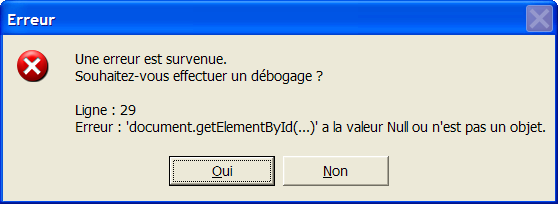 Erreur
Une erreur est survenue.
Souhaitez-vous effectuer un débogage ?
Ligne : 29
Erreur : 'document.getElementById(...)' a la valeur Null ou n'est pas un objet.
Oui Non